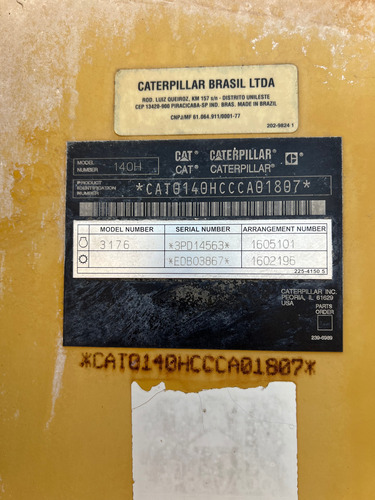 CATERPILLAR BRASIL LTDA
ROD. LUIZ QUEIROZ, KM 157 s/n - DISTRITO UNILESTE
CEP 13420-900 PIRACICABA-SP IND. BRAS. MADE IN BRAZIL
CNPJ/MF 61.064.911/0001-77
202-9824 1
MODEL NUMBER 140H
CAT CATERPILLAR C
CAT CATERPILLAR
PRODUCT IDENTIFICATION NUMBER *CAT0140HCCCA01807*
MODEL NUMBER SERIAL NUMBER ARRANGEMENT NUMBER
3176 *3PD14563* 1605101
*EDB03867* 1602196
225-4150 5
CATERPILLAR INC.
PEORIA, IL 61629
USA
PARTS
ORDER
239-6989
*CAT0140HCCCA01807*